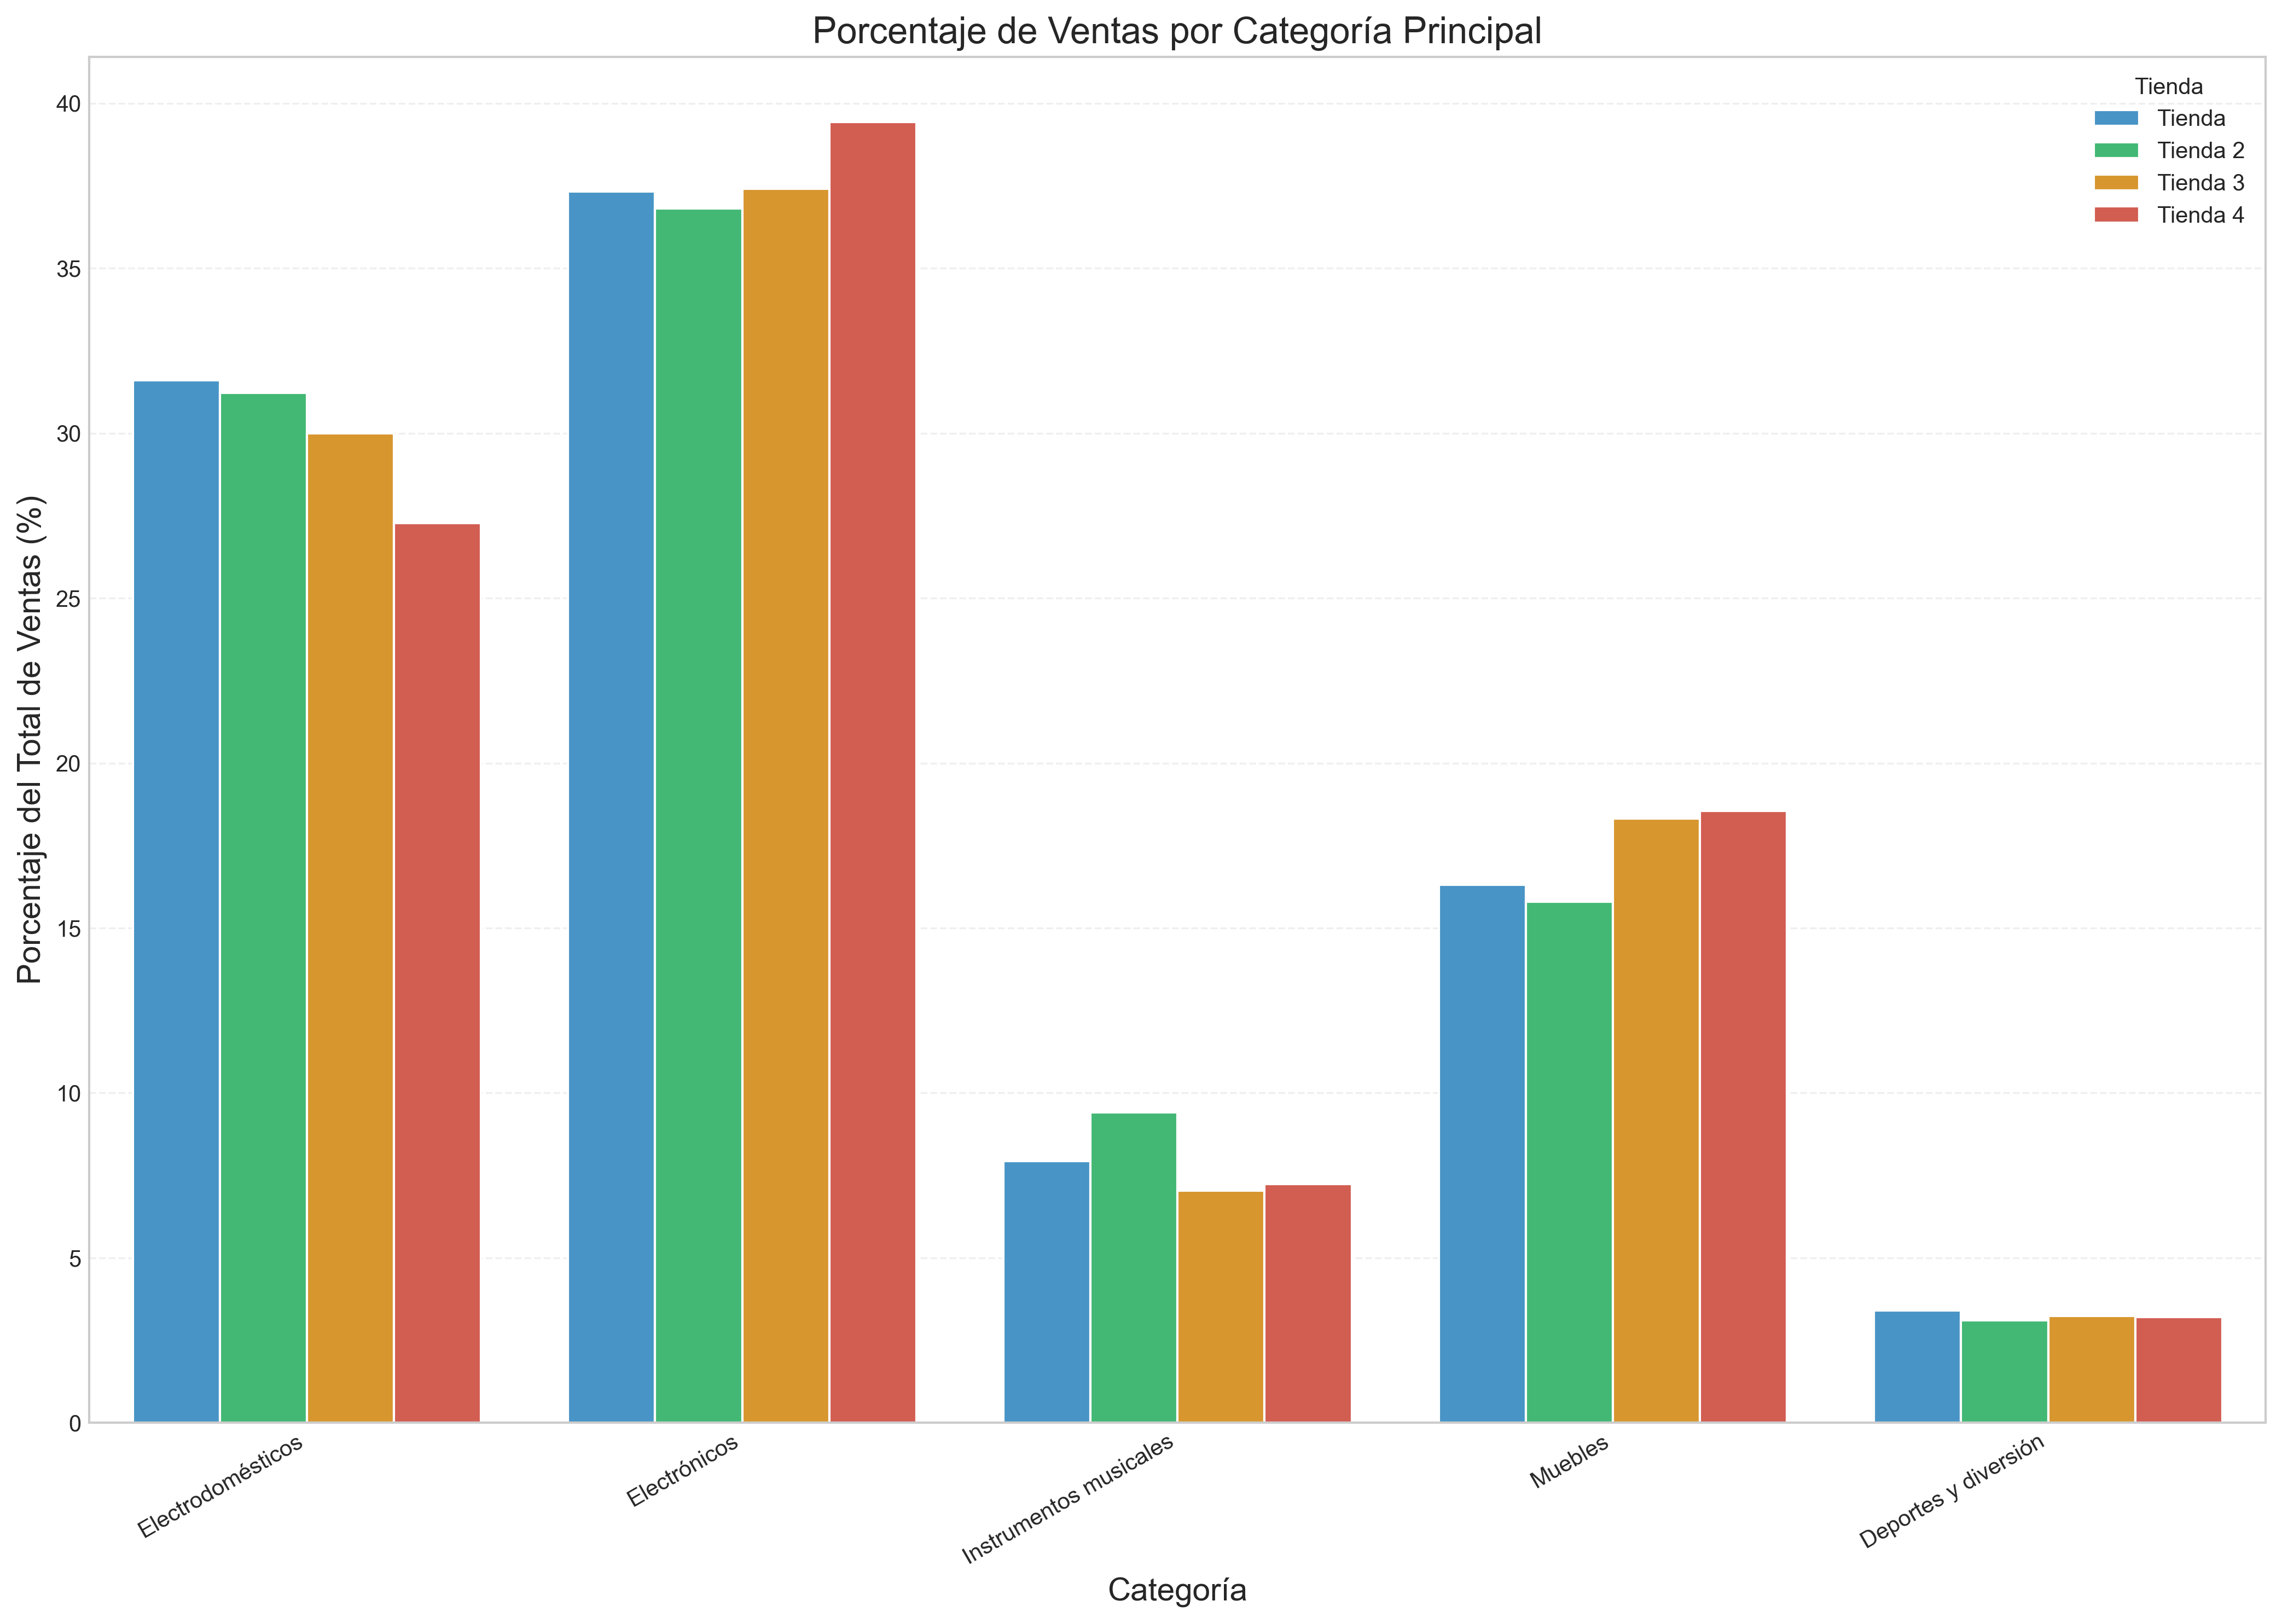 Porcentaje de Ventas por Categoría Principal
Tienda
Tienda
Tienda 2
Tienda 3
Tienda 4
Porcentaje del Total de Ventas (%)
40
35
30
25
20
15
10
5
0
Electrodomésticos
Electrónicos
Instrumentos musicales
Muebles
Deportes y diversión
Categoría